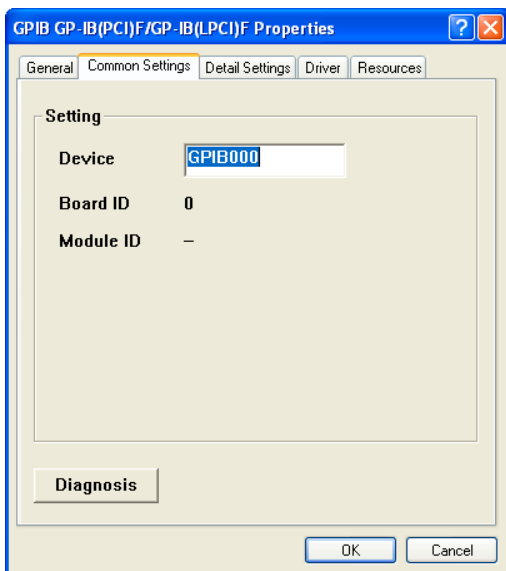 GPIB GP-IB(PCI)F/GP-IB(LPCI)F Properties
General Common Settings Detail Settings Driver Resources
Setting
Device GPIB000
Board ID 0
Module ID –
Diagnosis
OK Cancel